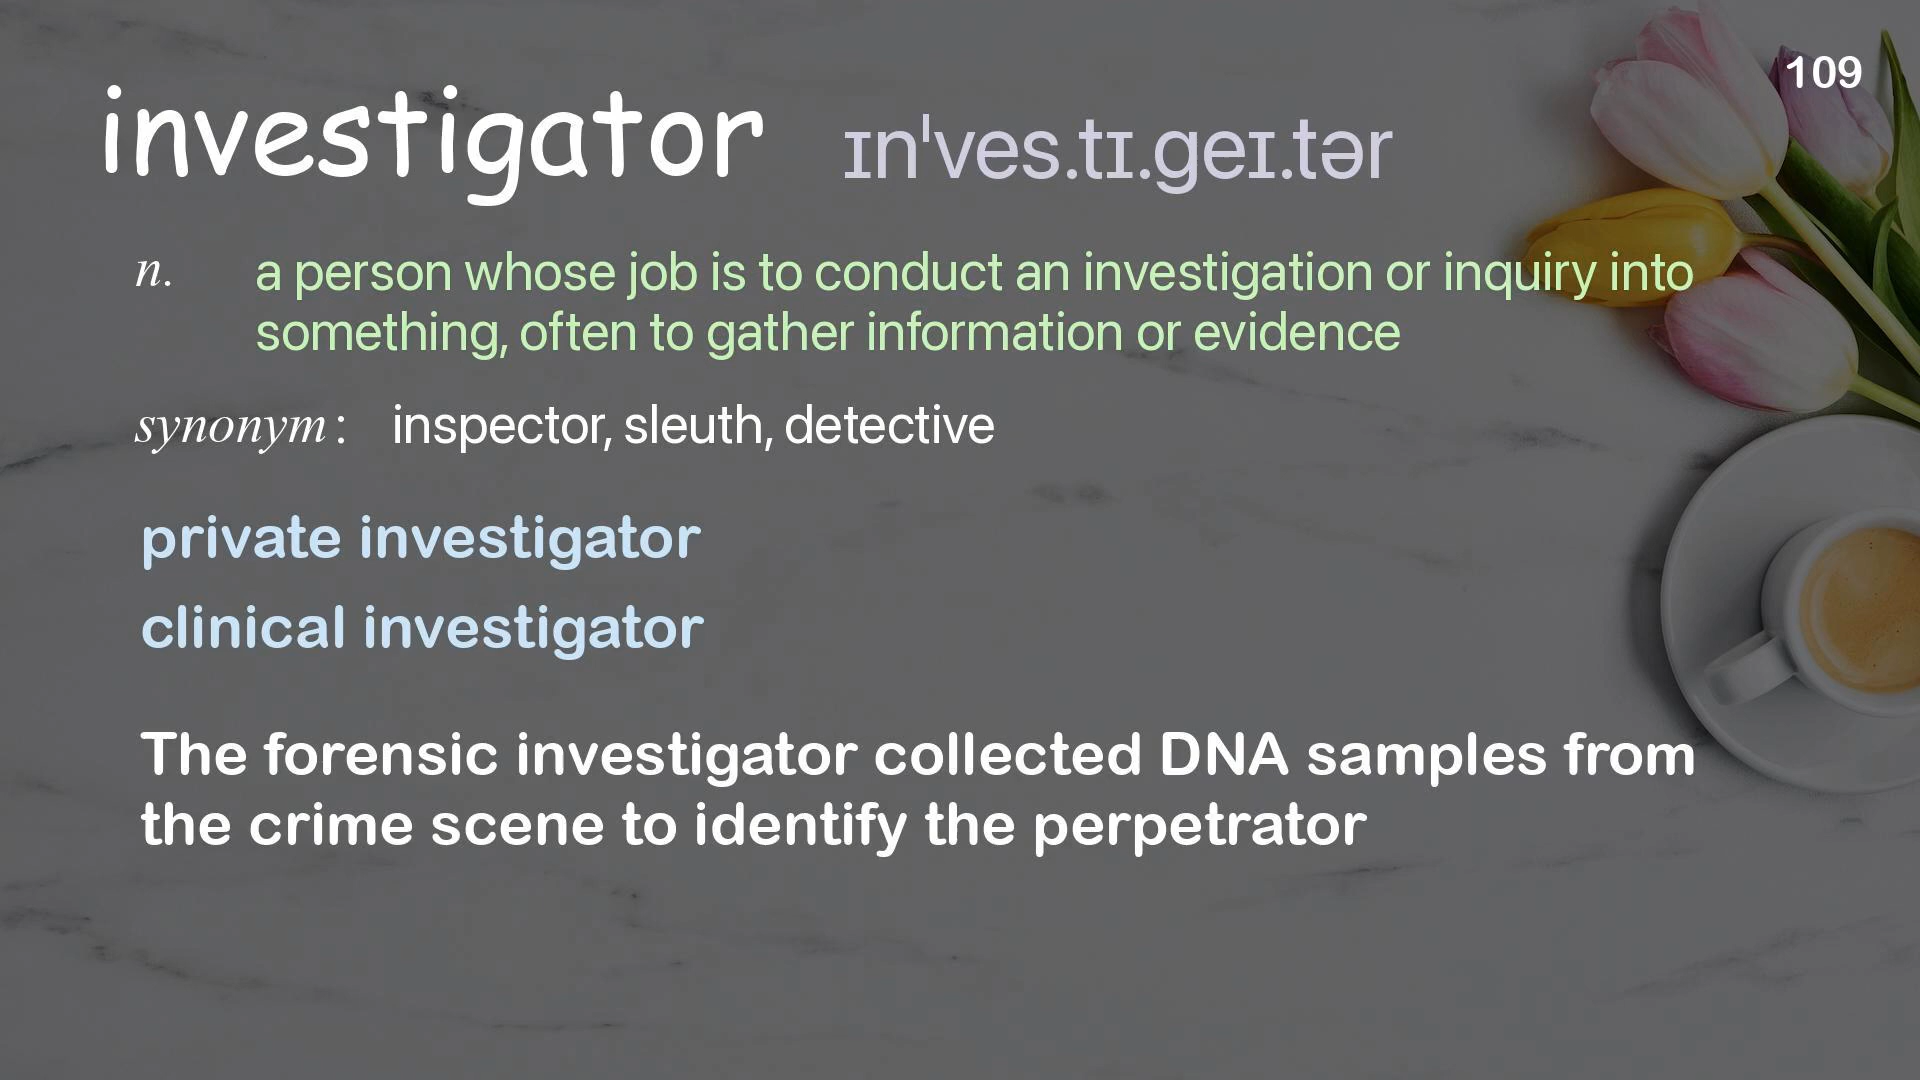 109
investigator ɪnˈves.tɪ.geɪ.tər
n. a person whose job is to conduct an investigation or inquiry into
something, often to gather information or evidence
synonym : inspector, sleuth, detective
private investigator
clinical investigator
The forensic investigator collected DNA samples from
the crime scene to identify the perpetrator